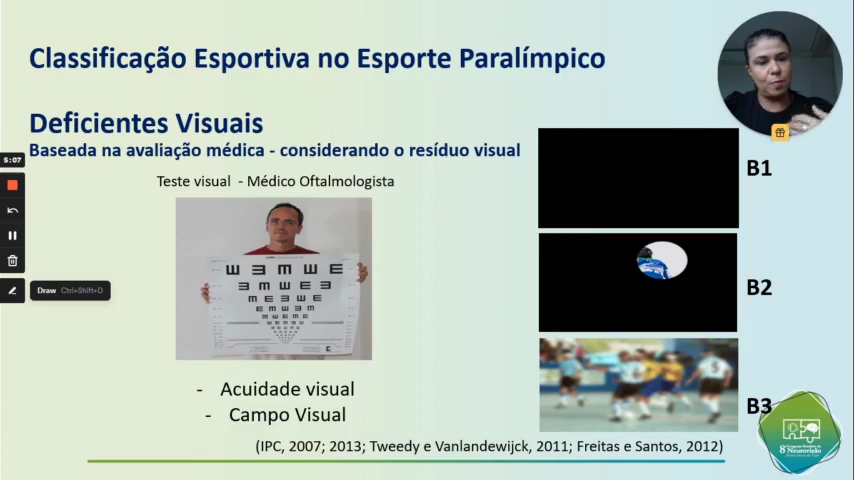 Classificação Esportiva no Esporte Paralímpico
Deficientes Visuais
Baseada na avaliação médica - considerando o resíduo visual
5:07
Teste visual - Médico Oftalmologista
B1
B2
Draw Ctrl+Shift+D
- Acuidade visual
- Campo Visual
B3
(IPC, 2007; 2013; Tweedy e Vanlandewijck, 2011; Freitas e Santos, 2012)
8º Neurovisão